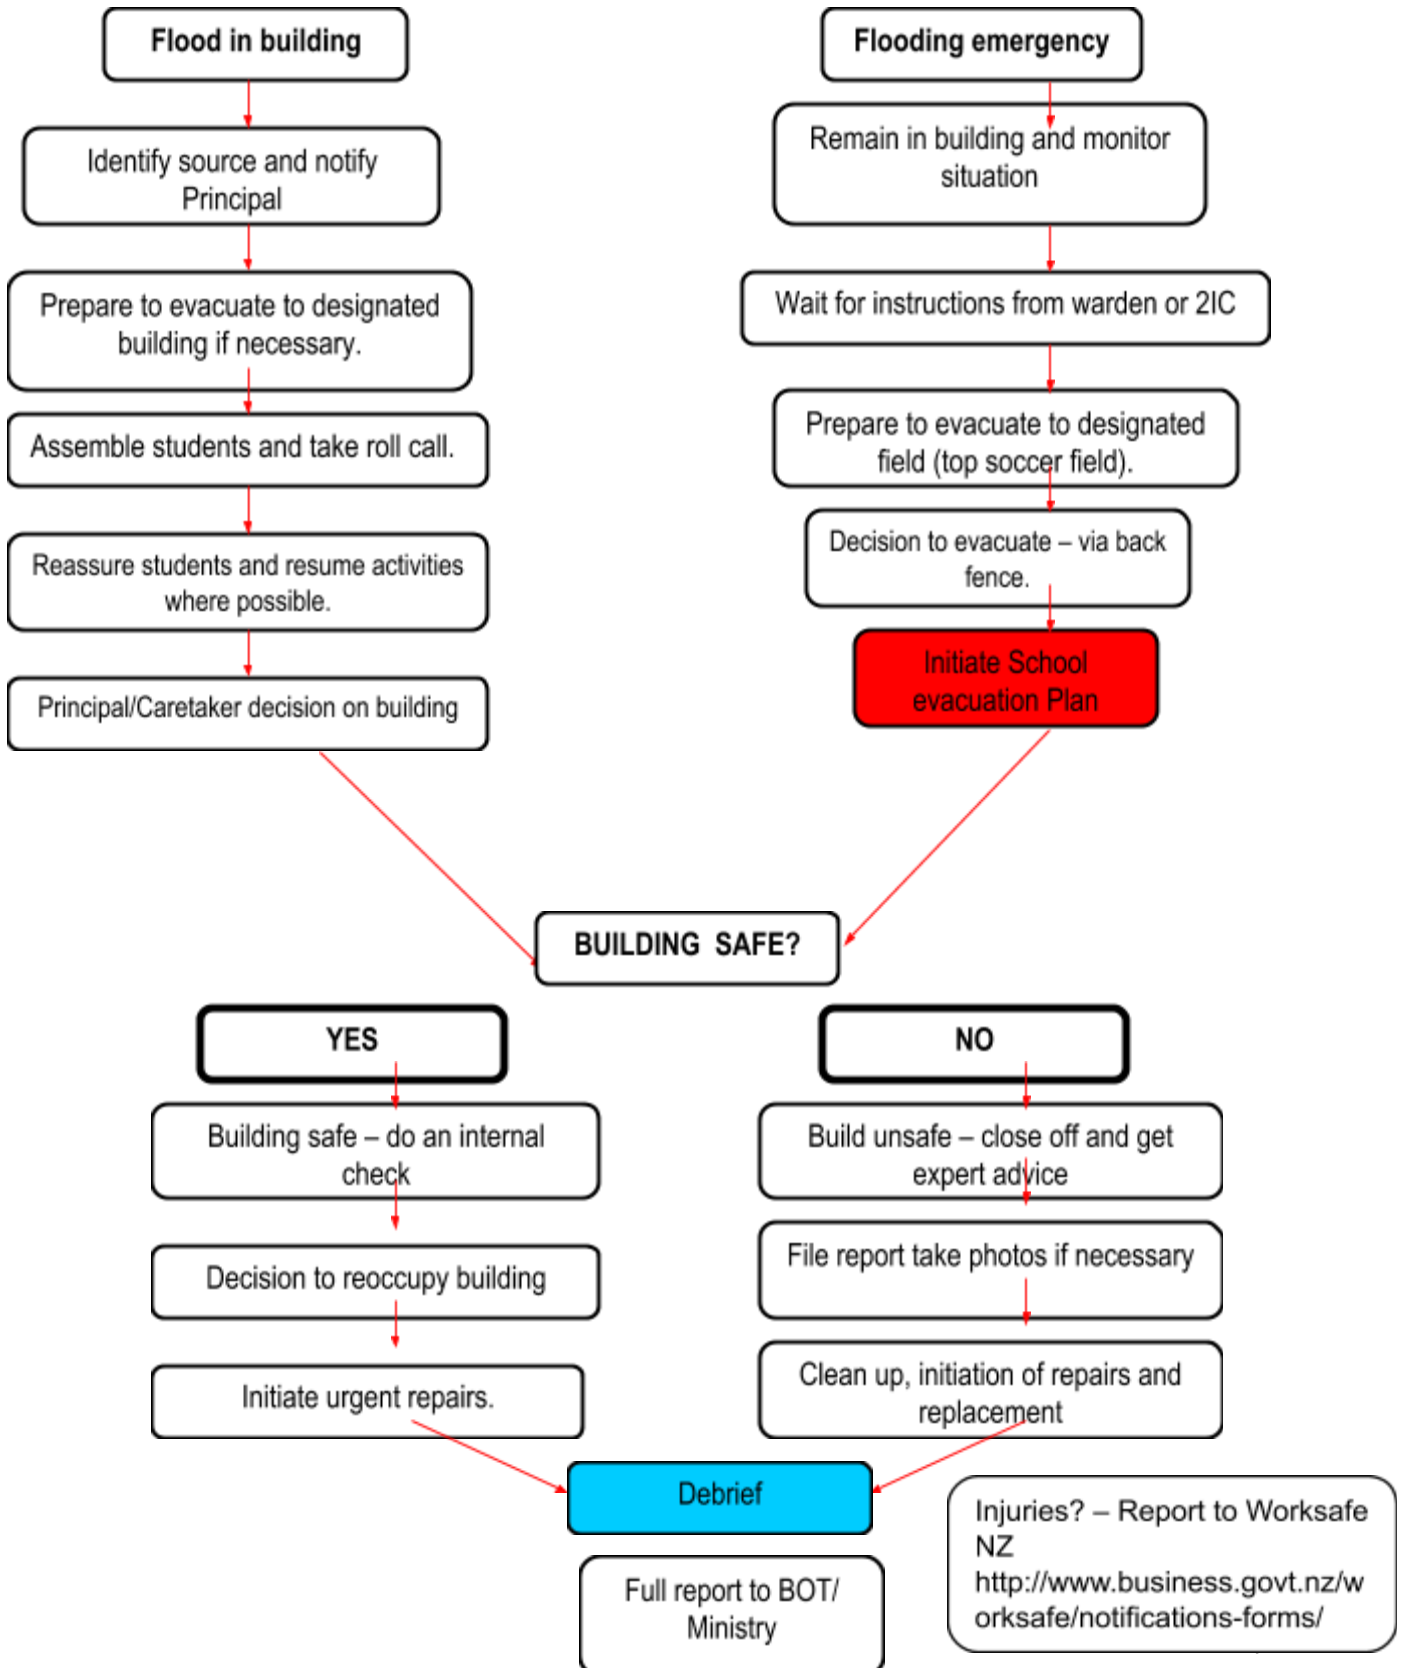 Flood in building
Identify source and notify
Principal
Prepare to evacuate to designated
building if necessary.
Assemble students and take roll call.
Reassure students and resume activities
where possible.
Principal/Caretaker decision on building
Flooding emergency
Remain in building and monitor
situation
Wait for instructions from warden or 2IC
Prepare to evacuate to designated
field (top soccer field).
Decision to evacuate – via back
fence.
Initiate School
evacuation Plan
BUILDING SAFE?
YES
Building safe – do an internal
check
Decision to reoccupy building
Initiate urgent repairs.
NO
Build unsafe – close off and get
expert advice
File report take photos if necessary
Clean up, initiation of repairs and
replacement
Debrief
Full report to BOT/
Ministry
Injuries? – Report to Worksafe
NZ
http://www.business.govt.nz/w
orksafe/notifications-forms/